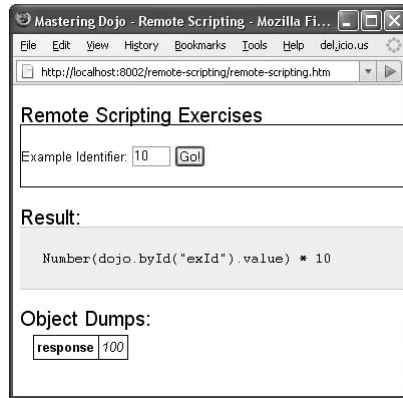 Mastering Dojo - Remote Scripting - Mozilla Fi...
File Edit View History Bookmarks Tools Help del.icio.us
http://localhost:8002/remote-scripting/remote-scripting.htm
Remote Scripting Exercises
Example Identifier: 10 Go!
Result:
Number(dojo.byId("exId").value) * 10
Object Dumps:
response 100